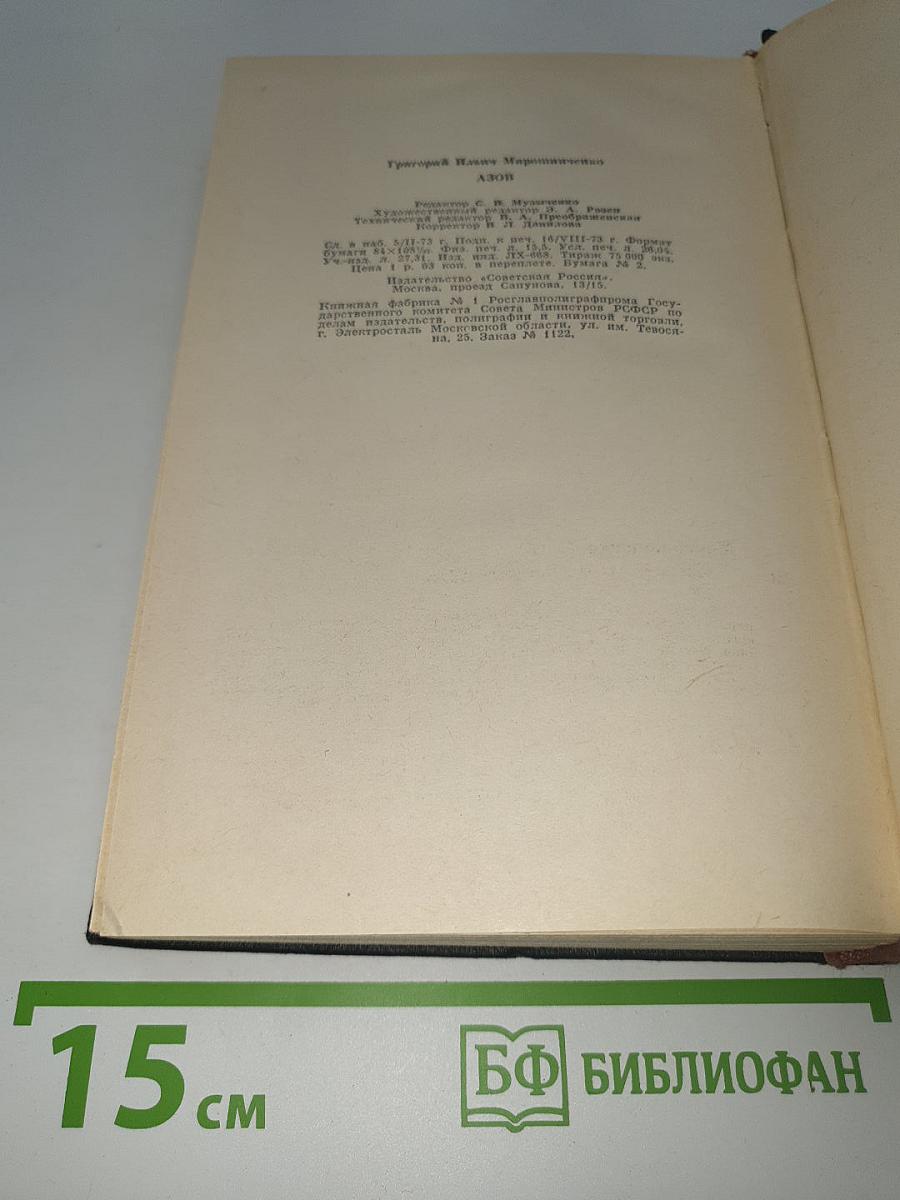 Григорий Ильич Мирошниченко
АЗОВ
Редактор С. В. Музыченко
Художественный редактор Э. А. Розен
Технический редактор В. А. Преображенская
Корректор В. Л. Данилова
Сд. в наб. 5/II-73 г. Подп. к печ. 16/VIII-73 г. Формат
бумаги 84×108¹/₃₂. Физ. печ. л. 15,5. Усл. печ. л. 26,04.
Уч.-изд. л. 27,31. Изд. инд. ЛХ-668. Тираж 75 000 экз.
Цена 1 р. 03 коп. в переплете. Бумага № 2.
Издательство «Советская Россия».
Москва, проезд Сапунова, 13/15.
Книжная фабрика № 1 Росглавполиграфпрома Госу-
дарственного комитета Совета Министров РСФСР по
делам издательств, полиграфии и книжной торговли,
г. Электросталь Московской области, ул. им. Тевося-
на, 25. Заказ № 1122.
15 см
БФ БИБЛИОФАН